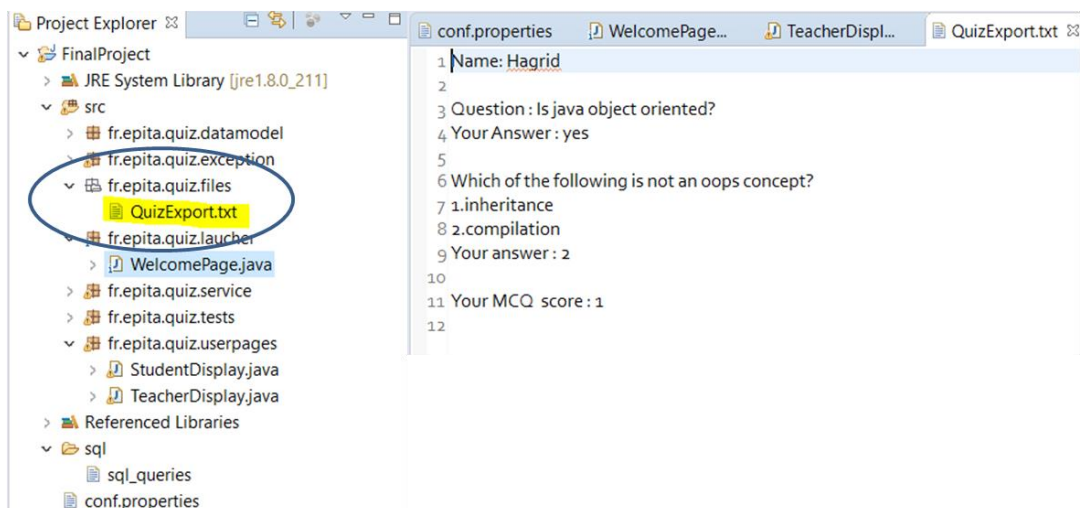 Project Explorer
FinalProject
JRE System Library [jre1.8.0_211]
src
fr.epita.quiz.datamodel
fr.epita.quiz.exception
fr.epita.quiz.files
QuizExport.txt
fr.epita.quiz.laucher
WelcomePage.java
fr.epita.quiz.service
fr.epita.quiz.tests
fr.epita.quiz.userpages
StudentDisplay.java
TeacherDisplay.java
Referenced Libraries
sql
sql_queries
conf.properties
conf.properties WelcomePage... TeacherDispl... QuizExport.txt
1 Name: Hagrid
2
3 Question : Is java object oriented?
4 Your Answer : yes
5
6 Which of the following is not an oops concept?
7 1.inheritance
8 2.compilation
9 Your answer : 2
10
11 Your MCQ score : 1
12